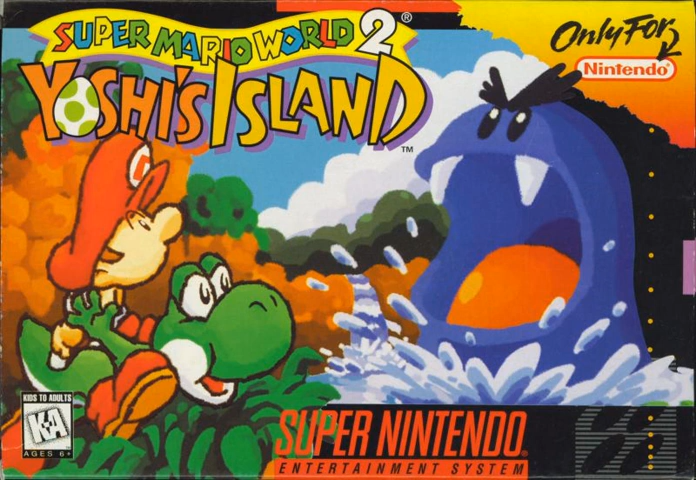 SUPER MARIO WORLD 2®
YOSHI'S ISLAND
™
Only For
Nintendo®
KIDS TO ADULTS
KA
AGES 6+
SUPER NINTENDO®
ENTERTAINMENT SYSTEM